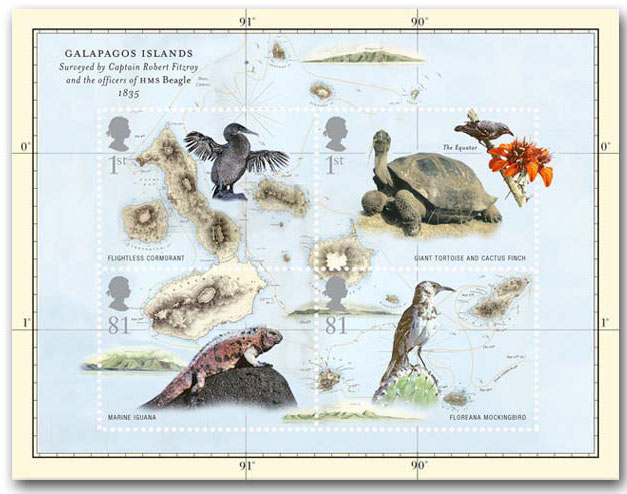 91°
90°
GALAPAGOS ISLANDS
Surveyed by Captain Robert Fitzroy
and the officers of HMS Beagle
1835
0°
0°
1st
1st
The Equator
FLIGHTLESS CORMORANT
GIANT TORTOISE AND CACTUS FINCH
81
81
1°
1°
MARINE IGUANA
FLOREANA MOCKINGBIRD
91°
90°